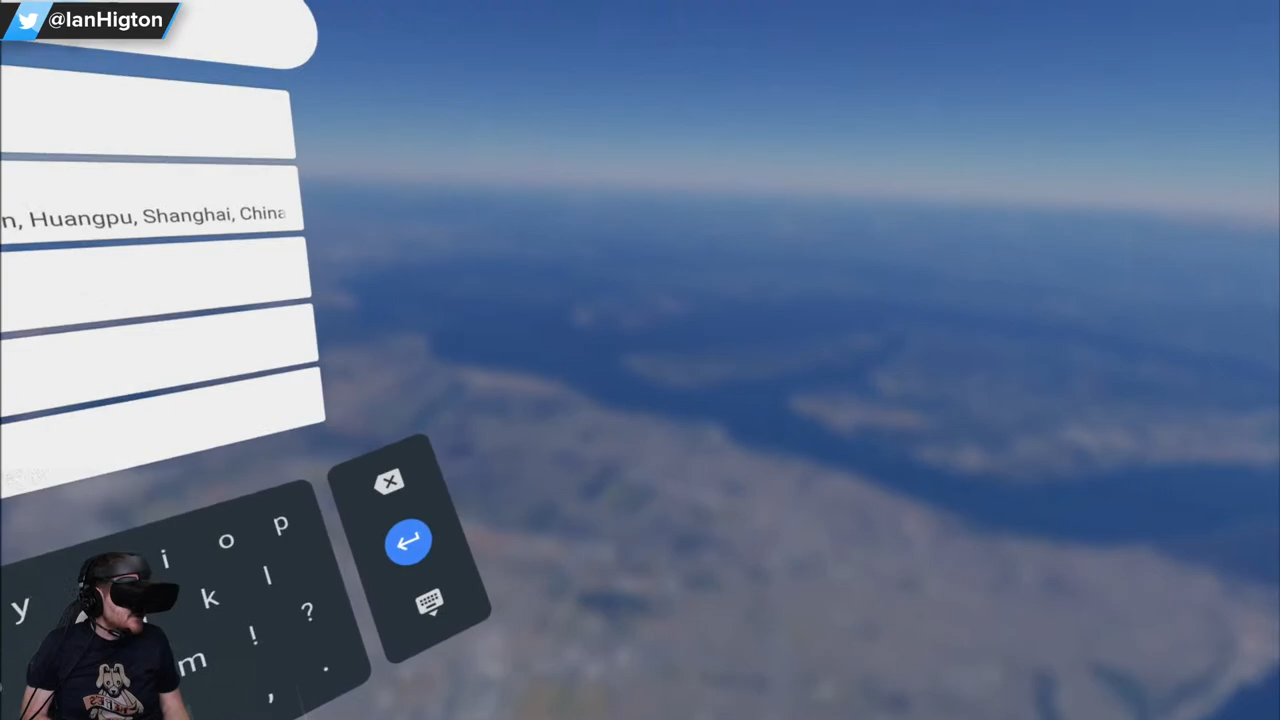 @IanHigton
n, Huangpu, Shanghai, China
y i o p
k l
m ! ?
, .